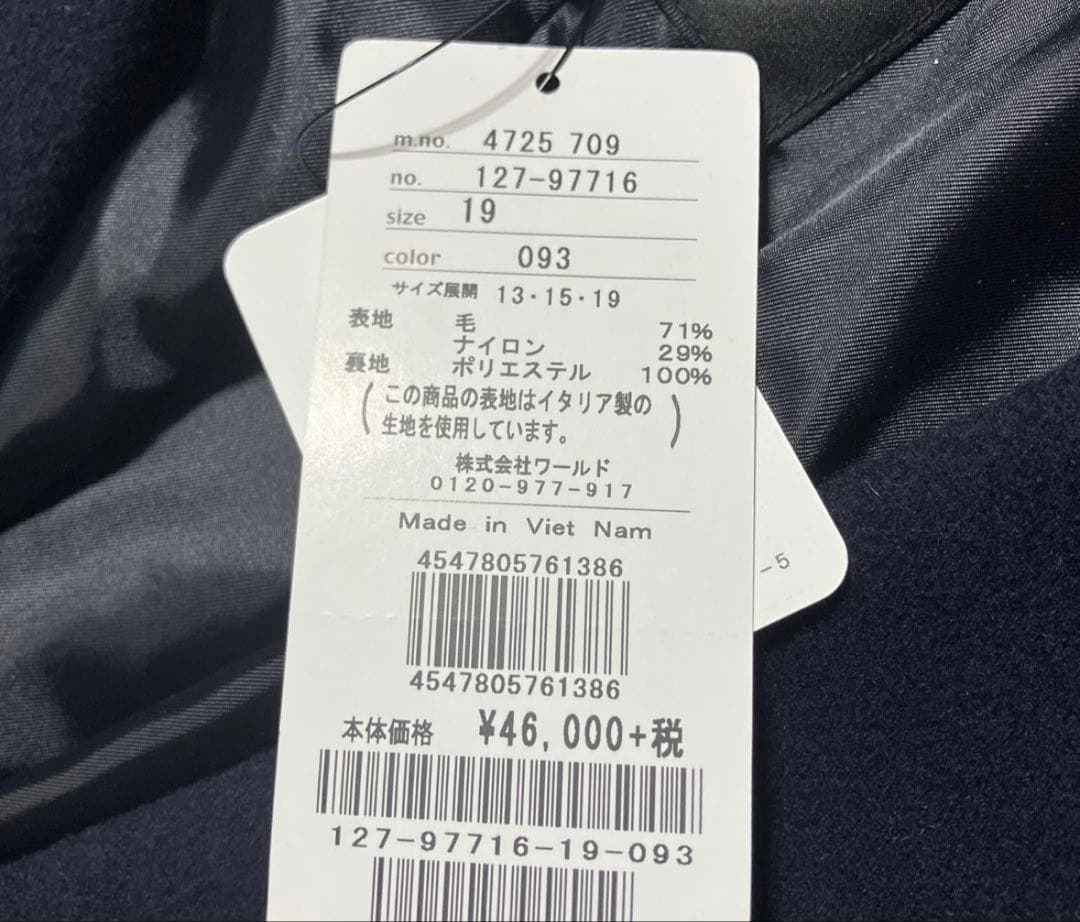 m.no. 4725 709
no. 127-97716
size 19
color 093
サイズ展開 13・15・19
表地 毛 71%
ナイロン 29%
裏地 ポリエステル 100%
(この商品の表地はイタリア製の
生地を使用しています。)
株式会社ワールド
0120-977-917
Made in Viet Nam
4547805761386
4547805761386
本体価格 ¥46,000+税
127-97716-19-093
-5